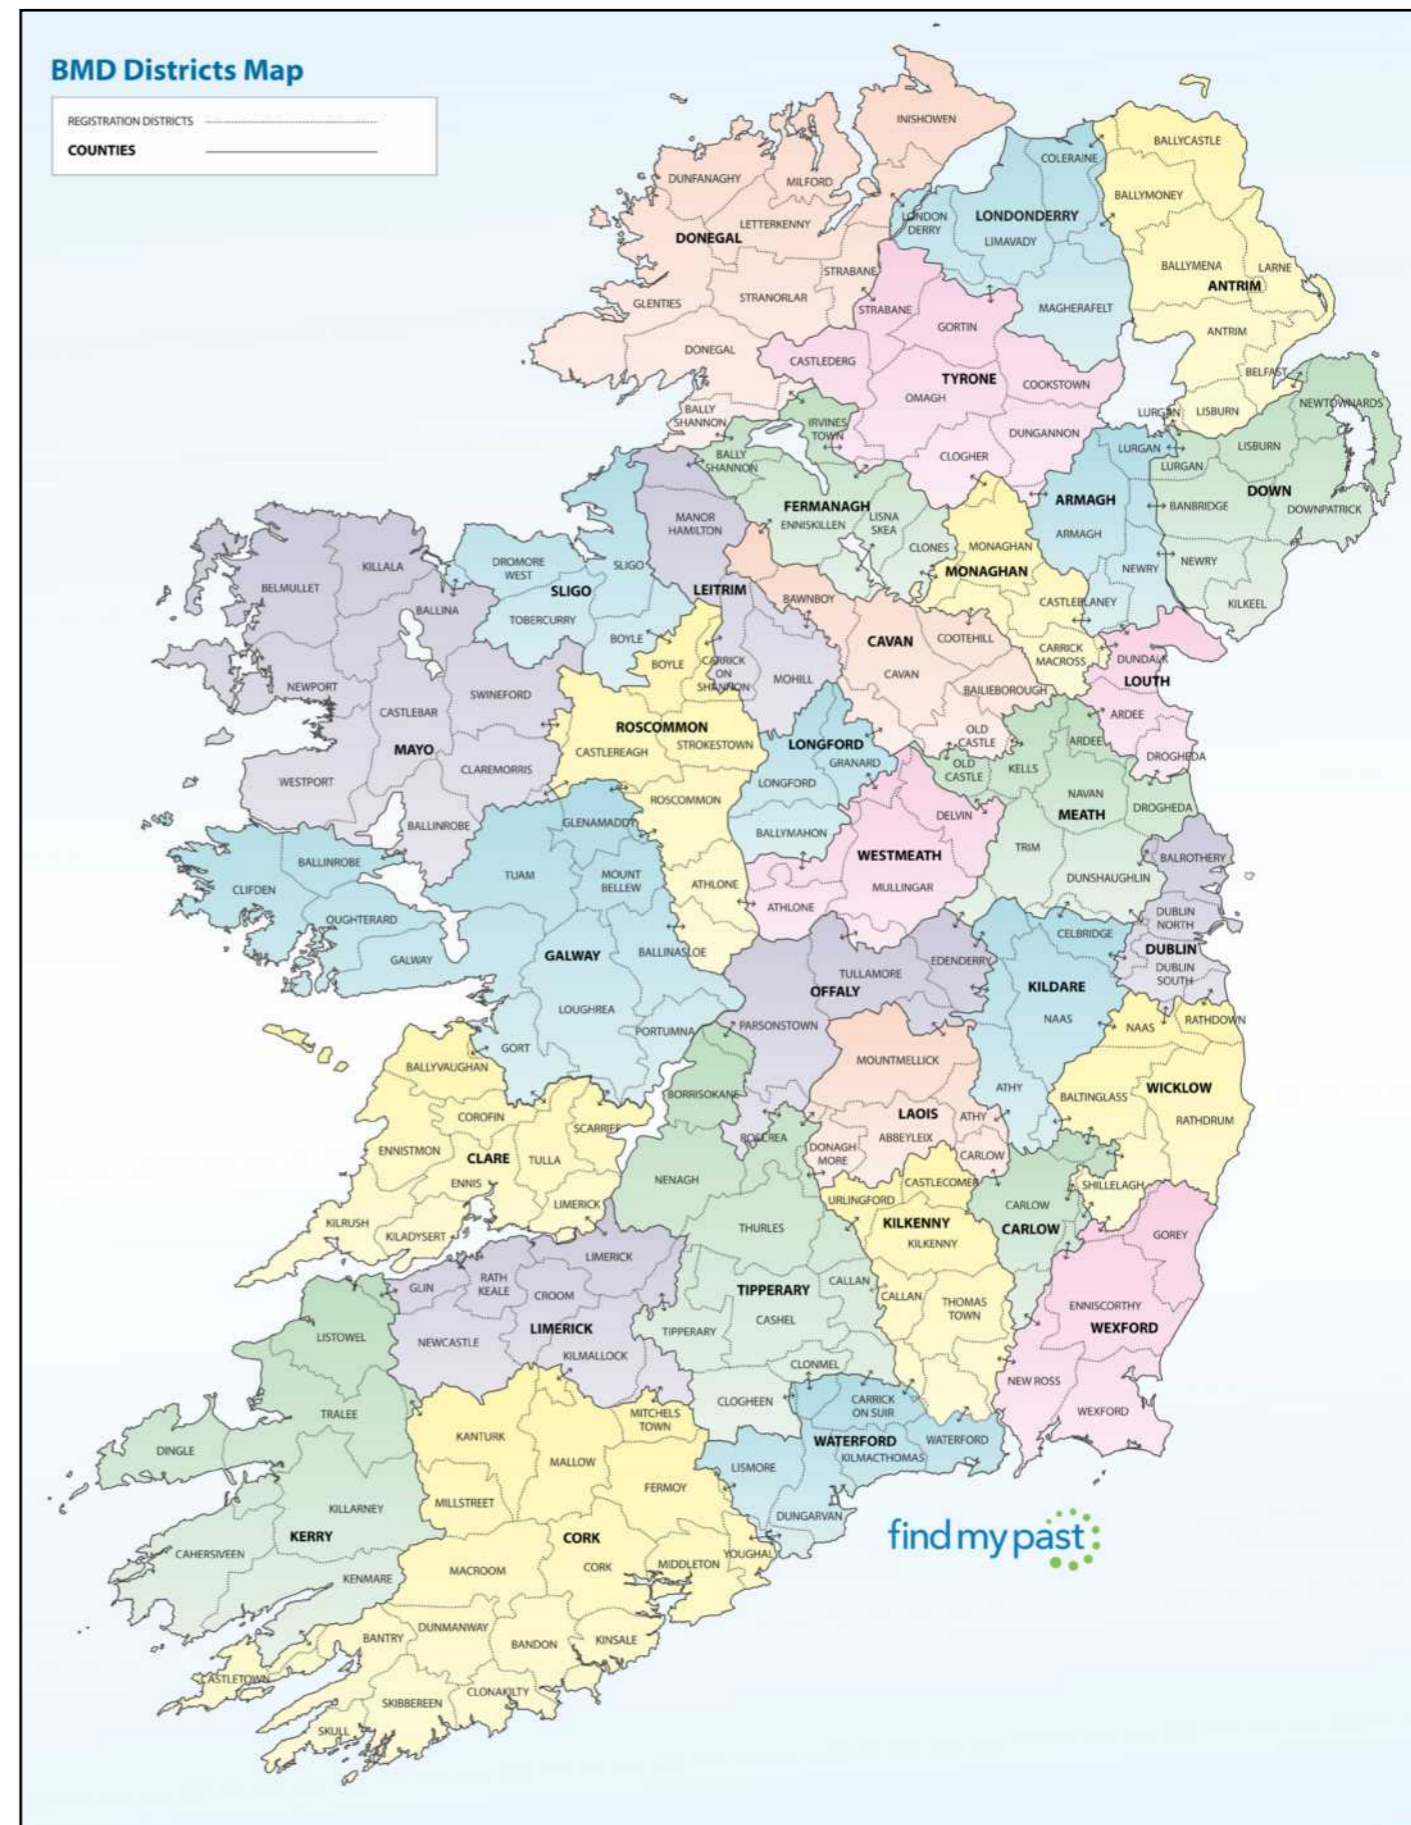 BMD Districts Map
REGISTRATION DISTRICTS
COUNTIES
INISHOWEN
BALLYCASTLE
COLERAINE
DUNFANAGHY
MILFORD
BALLYMONEY
LETTERKENNY
LONDON
DERRY
LONDONDERRY
DONEGAL
LIMAVADY
STRABANE
BALLYMENA
LARNE
ANTRIM
GLENTIES
STRANORLAR
STRABANE
MAGHERAFELT
GORTIN
ANTRIM
DONEGAL
CASTLEDERG
TYRONE
COOKSTOWN
BELFAST
OMAGH
NEWTOWNARDS
BALLY
SHANNON
IRVINES
TOWN
LURGAN
LISBURN
DUNGANNON
LURGAN
LISBURN
BALLY
SHANNON
CLOGHER
LURGAN
DOWN
ARMAGH
FERMANAGH
BANBRIDGE
DOWNPATRICK
MANOR
HAMILTON
ENNISKILLEN
LISNA
SKEA
ARMAGH
CLONES
MONAGHAN
DROMORE
WEST
SLIGO
KILLALA
NEWRY
NEWRY
MONAGHAN
BELMULLET
SLIGO
LEITRIM
BAWNBOY
CASTLEBLANEY
KILKEEL
BALLINA
TOBERCURRY
BOYLE
CAVAN
COOTEHILL
CARRICK
MACROSS
BOYLE
CARRICK
ON
SHANNON
DUNDALK
MOHILL
CAVAN
LOUTH
NEWPORT
SWINEFORD
BAILIEBOROUGH
CASTLEBAR
ARDEE
ROSCOMMON
OLD
CASTLE
ARDEE
MAYO
CASTLEREAGH
STROKESTOWN
LONGFORD
DROGHEDA
GRANARD
OLD
CASTLE
KELLS
CLAREMORRIS
WESTPORT
LONGFORD
NAVAN
ROSCOMMON
DROGHEDA
DELVIN
MEATH
BALLINROBE
GLENAMADDY
BALLYMAHON
TRIM
WESTMEATH
BALROTHERY
BALLINROBE
TUAM
MOUNT
BELLEW
DUNSHAUGHLIN
CLIFDEN
ATHLONE
MULLINGAR
ATHLONE
DUBLIN
NORTH
OUGHTERARD
CELBRIDGE
DUBLIN
GALWAY
GALWAY
BALLINASLOE
EDENDERRY
DUBLIN
SOUTH
TULLAMORE
OFFALY
KILDARE
LOUGHREA
NAAS
RATHDOWN
PORTUMNA
PARSONSTOWN
NAAS
GORT
MOUNTMELLICK
BALLYVAUGHAN
ATHY
WICKLOW
BORRISOKANE
BALTINGLASS
COROFIN
LAOIS
ATHY
RATHDRUM
SCARRIFF
ROSCREA
ABBEYLEIX
ENNISTMON
CLARE
TULLA
DONAGH
MORE
CARLOW
ENNIS
NENAGH
CASTLECOMER
SHILLELAGH
URLINGFORD
CARLOW
LIMERICK
KILRUSH
KILKENNY
CARLOW
KILADYSERT
THURLES
KILKENNY
GOREY
LIMERICK
GLIN
RATH
KEALE
CROOM
TIPPERARY
CALLAN
CALLAN
THOMAS
TOWN
ENNISCORTHY
LIMERICK
TIPPERARY
CASHEL
WEXFORD
LISTOWEL
NEWCASTLE
KILMALLOCK
CLONMEL
NEW ROSS
CLOGHEEN
CARRICK
ON SUIR
TRALEE
MITCHELS
TOWN
WEXFORD
KANTURK
WATERFORD
WATERFORD
DINGLE
KILMACTHOMAS
MALLOW
LISMORE
FERMOY
MILLSTREET
KILLARNEY
DUNGARVAN
KERRY
CORK
findmypast
CAHERSIVEEN
YOUGHAL
MIDDLETON
MACROOM
CORK
KENMARE
DUNMANWAY
BANTRY
BANDON
KINSALE
CASTLETOWN
CLONAKILTY
SKIBBEREEN
SKULL